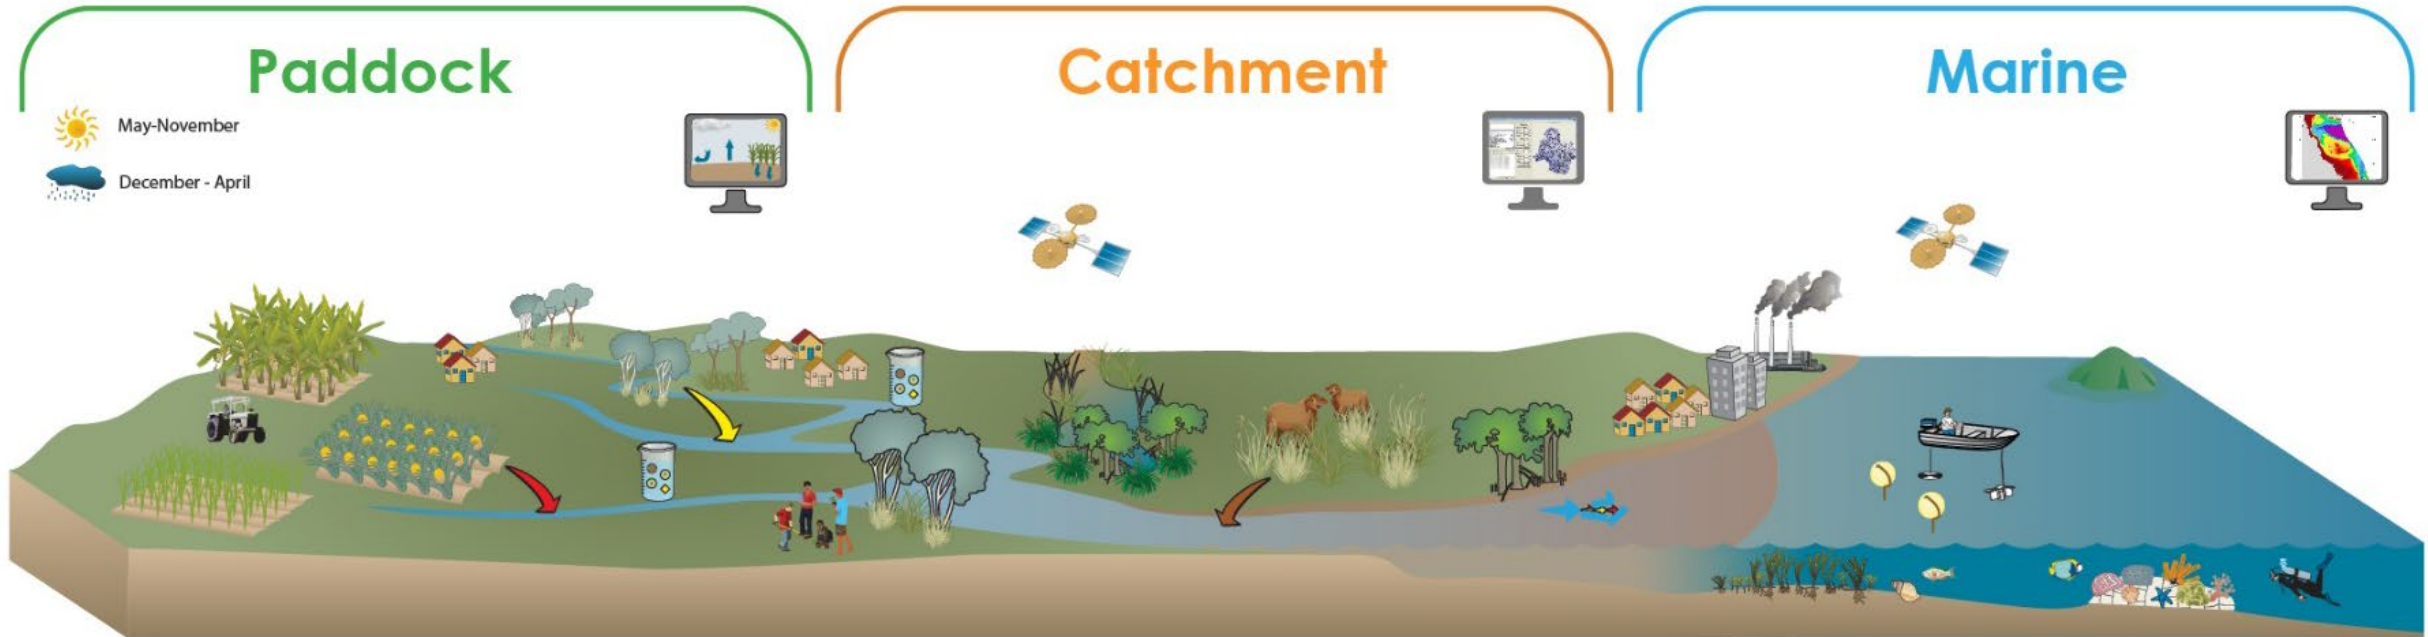 Paddock
Catchment
Marine
May-November
December - April